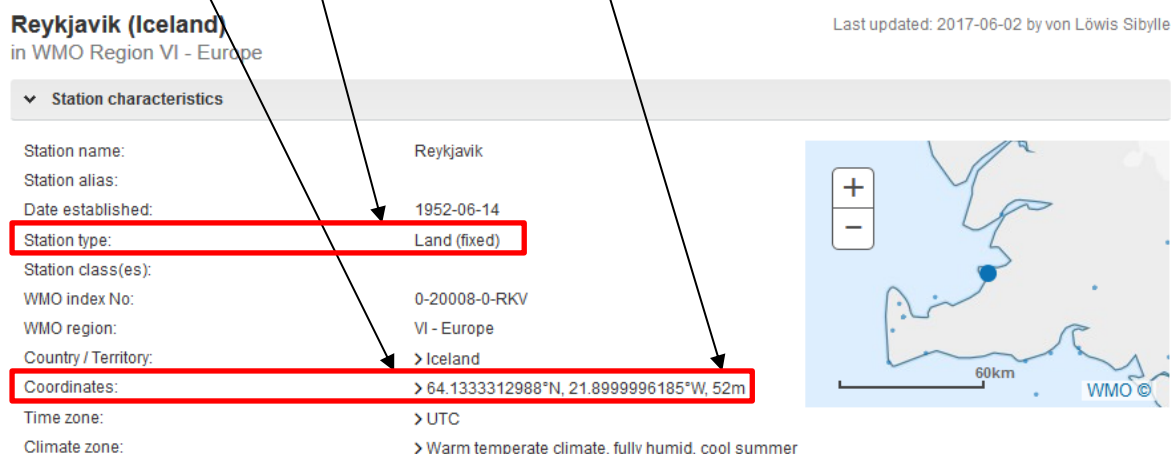 Reykjavik (Iceland)
Last updated: 2017-06-02 by von Löwis Sibylle
in WMO Region VI - Europe
Station characteristics
Station name: Reykjavik
Station alias:
Date established: 1952-06-14
Station type: Land (fixed)
Station class(es):
WMO index No: 0-20008-0-RKV
WMO region: VI - Europe
Country / Territory: > Iceland
Coordinates: > 64.1333312988°N, 21.8999996185°W, 52m
Time zone: > UTC
Climate zone: > Warm temperate climate, fully humid, cool summer
+
−
60km
WMO ©